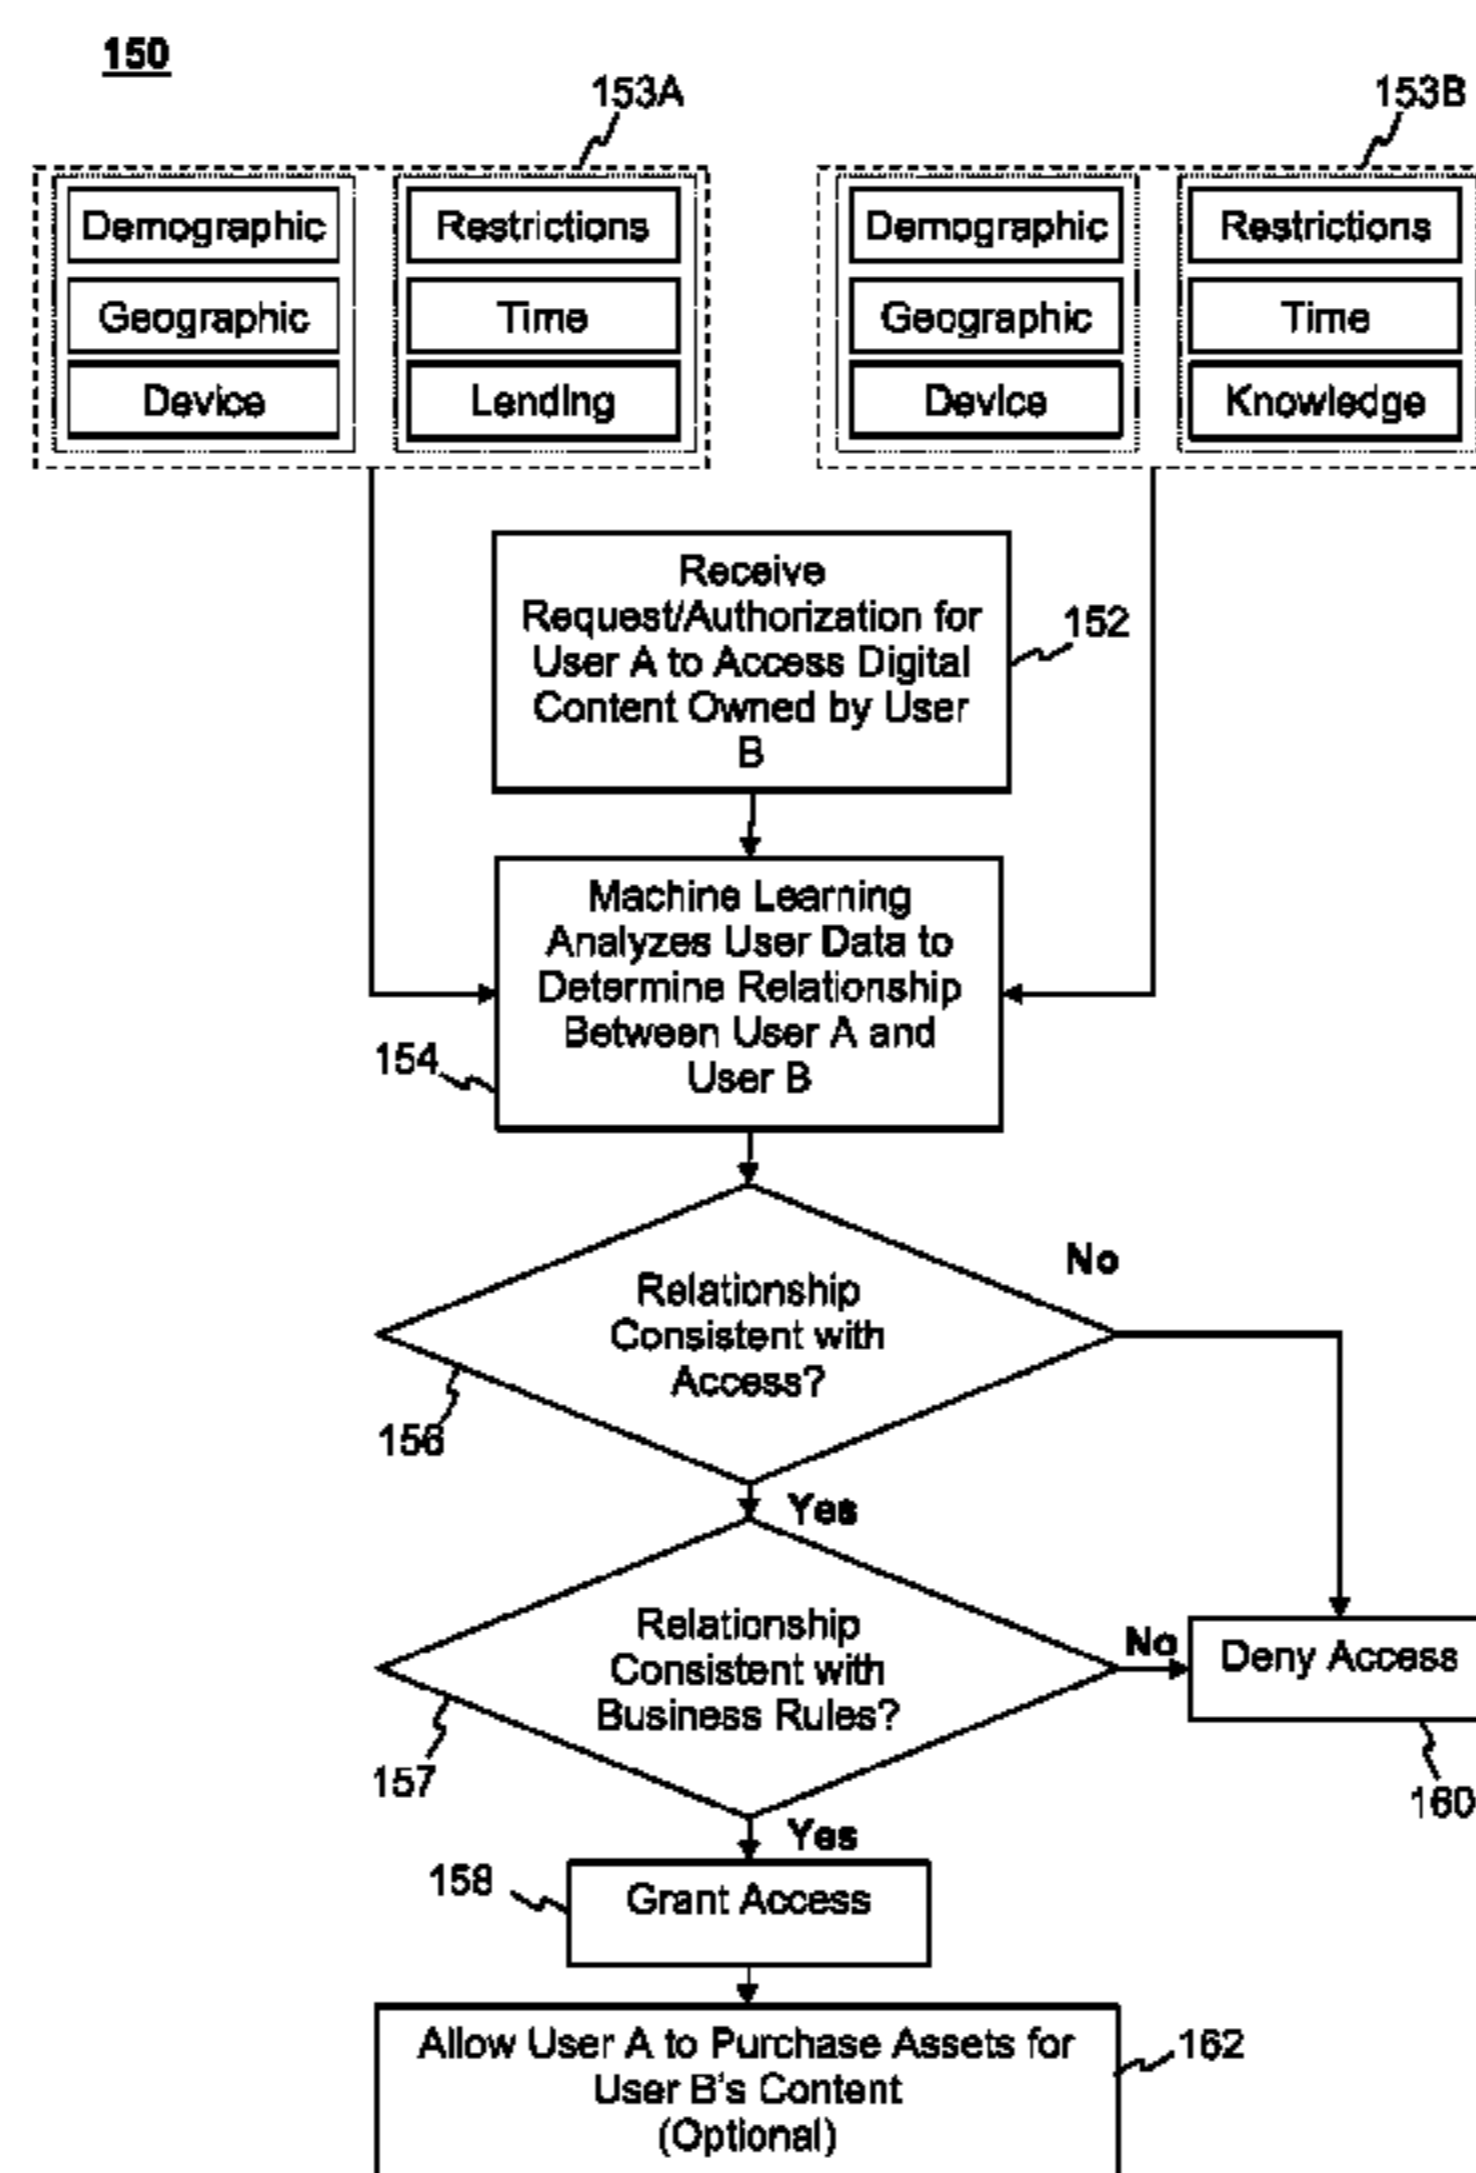 150
153A
153B
Demographic
Restrictions
Geographic
Time
Device
Lending
Demographic
Restrictions
Geographic
Time
Device
Knowledge
Receive
Request/Authorization for
User A to Access Digital
Content Owned by User
B
152
Machine Learning
Analyzes User Data to
Determine Relationship
Between User A and
User B
154
Relationship
Consistent with
Access?
No
156
Yes
Relationship
Consistent with
Business Rules?
No
Deny Access
157
160
Yes
158
Grant Access
Allow User A to Purchase Assets for
User B's Content
(Optional)
162